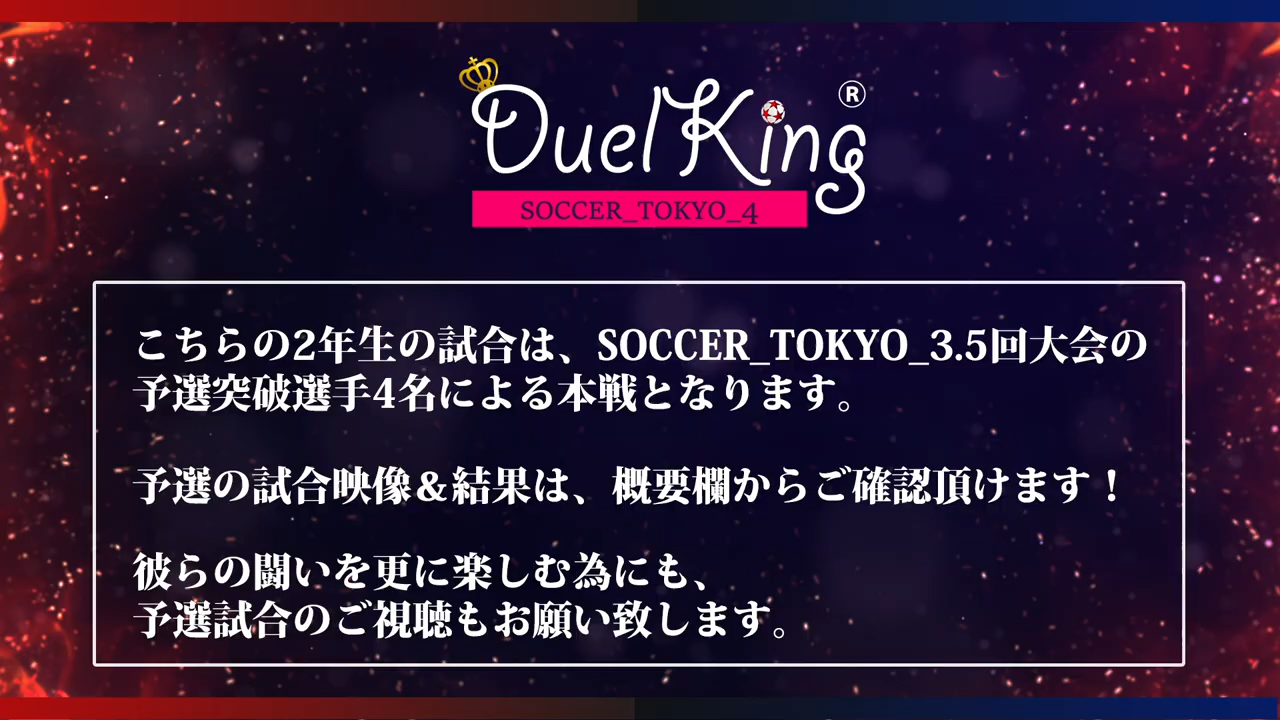 Duel King®
SOCCER_TOKYO_4
こちらの2年生の試合は、SOCCER_TOKYO_3.5回大会の
予選突破選手4名による本戦となります。
予選の試合映像＆結果は、概要欄からご確認頂けます！
彼らの闘いを更に楽しむ為にも、
予選試合のご視聴もお願い致します。